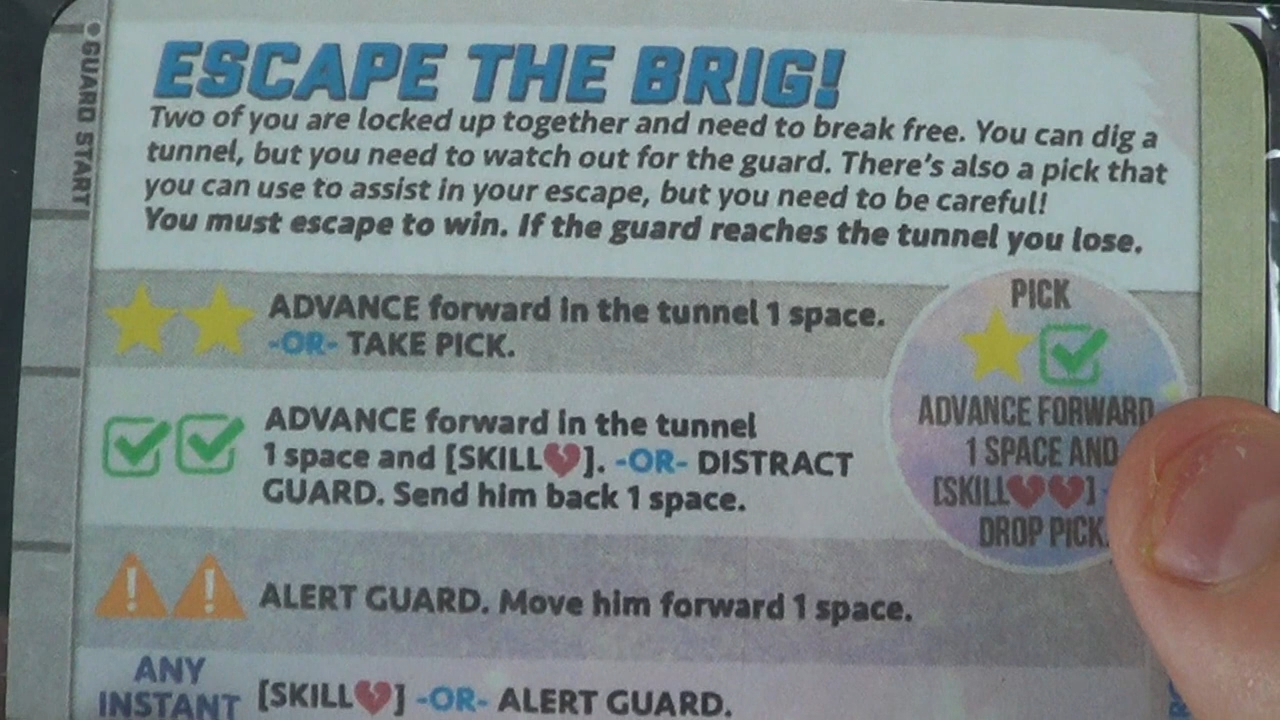 GUARD START
ESCAPE THE BRIG!
Two of you are locked up together and need to break free. You can dig a
tunnel, but you need to watch out for the guard. There's also a pick that
you can use to assist in your escape, but you need to be careful!
You must escape to win. If the guard reaches the tunnel you lose.
ADVANCE forward in the tunnel 1 space.
-OR- TAKE PICK.
ADVANCE forward in the tunnel
1 space and [SKILL💔]. -OR- DISTRACT
GUARD. Send him back 1 space.
ALERT GUARD. Move him forward 1 space.
ANY
INSTANT
[SKILL💔] -OR- ALERT GUARD.
PICK
ADVANCE FORWARD
1 SPACE AND
[SKILL💔💔]
DROP PICK.